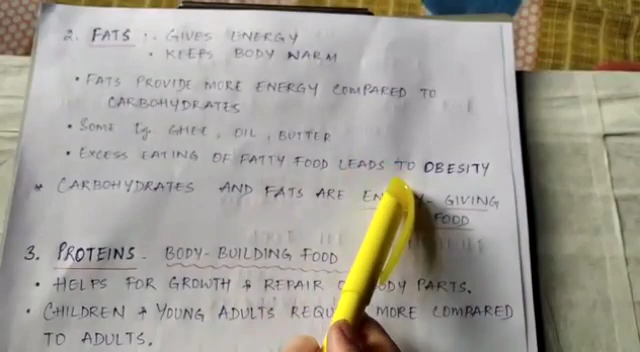 2. FATS :- GIVES ENERGY
• KEEPS BODY WARM
• FATS PROVIDE MORE ENERGY COMPARED TO
CARBOHYDRATES
• SOME Eg. GHEE, OIL, BUTTER
• EXCESS EATING OF FATTY FOOD LEADS TO OBESITY
* CARBOHYDRATES AND FATS ARE GIVING
FOOD
3. PROTEINS - BODY-BUILDING FOOD
• HELPS FOR GROWTH & REPAIR PARTS.
• CHILDREN & YOUNG ADULTS MORE COMPARED
TO ADULTS.